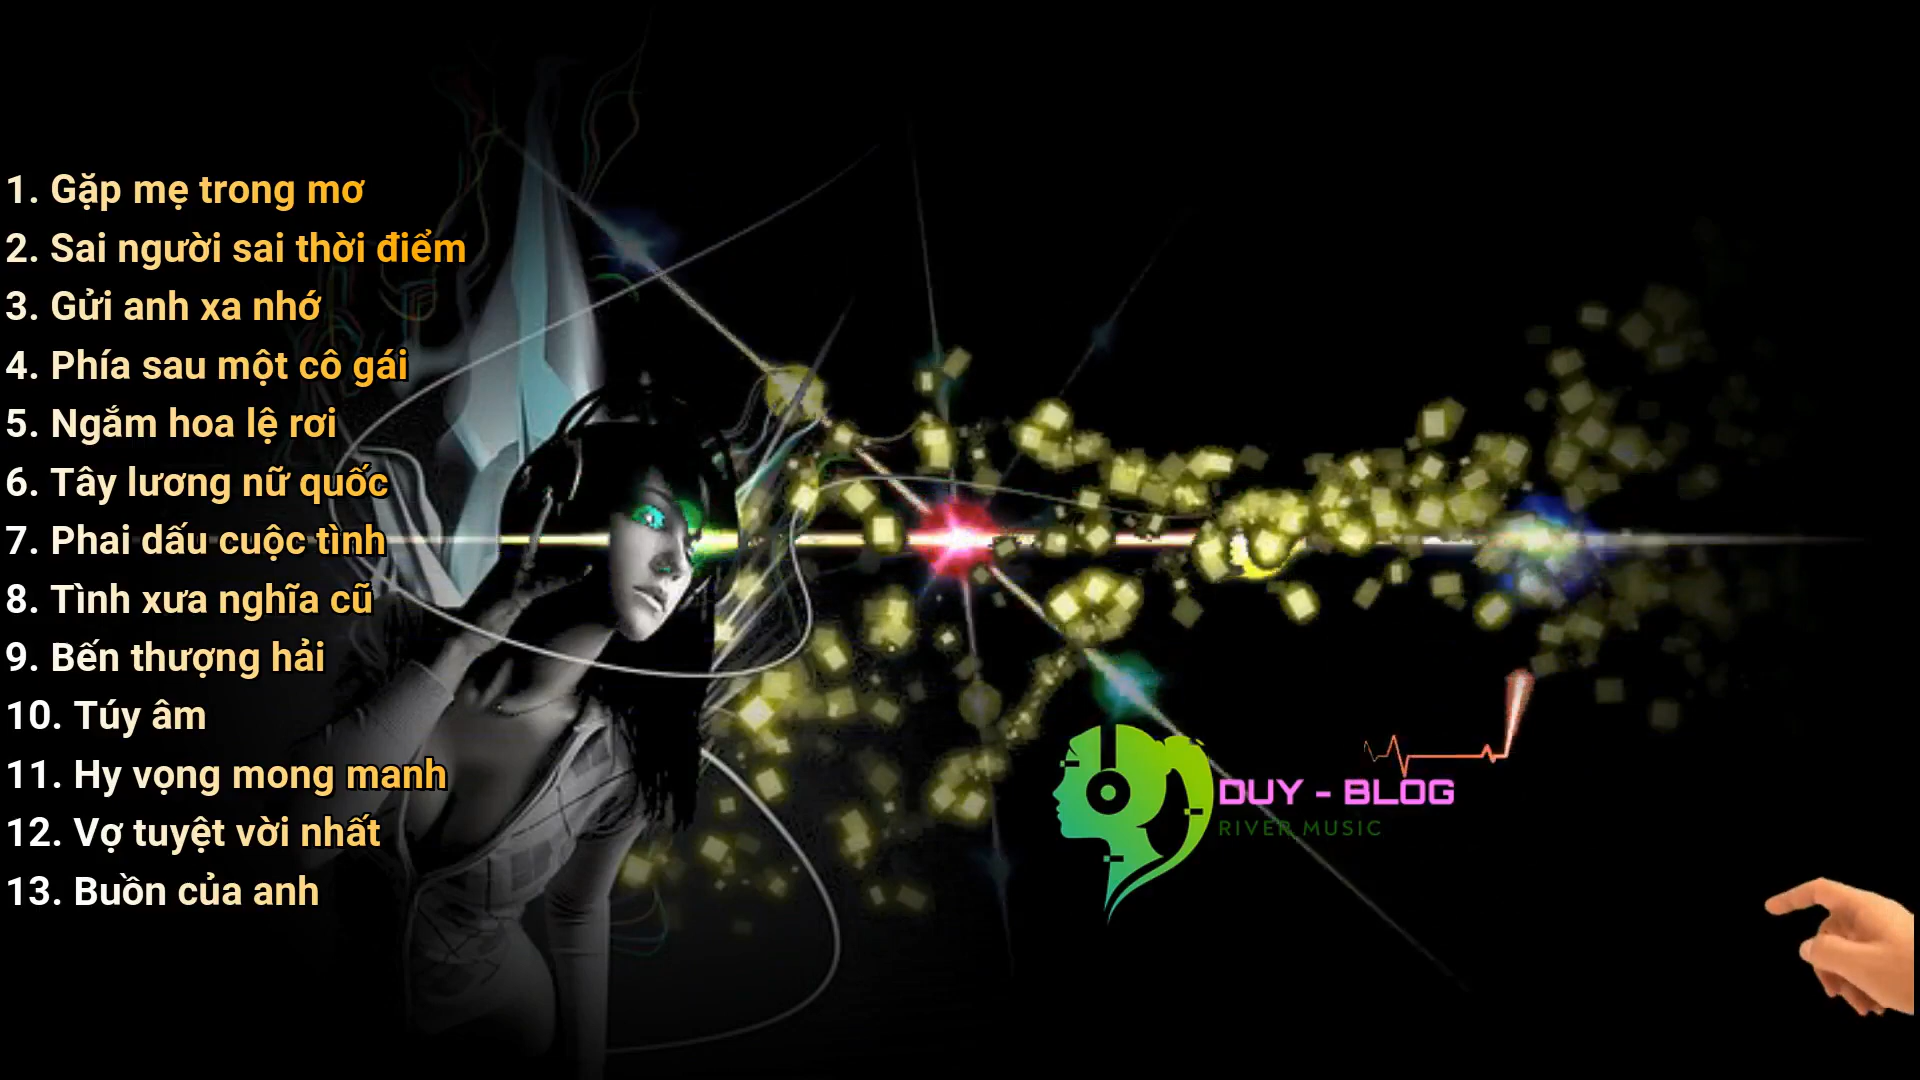 1. Gặp mẹ trong mơ
2. Sai người sai thời điểm
3. Gửi anh xa nhớ
4. Phía sau một cô gái
5. Ngắm hoa lệ rơi
6. Tây lương nữ quốc
7. Phai dấu cuộc tình
8. Tình xưa nghĩa cũ
9. Bến thượng hải
10. Túy âm
11. Hy vọng mong manh
12. Vợ tuyệt vời nhất
13. Buồn của anh
DUY - BLOG
RIVER MUSIC